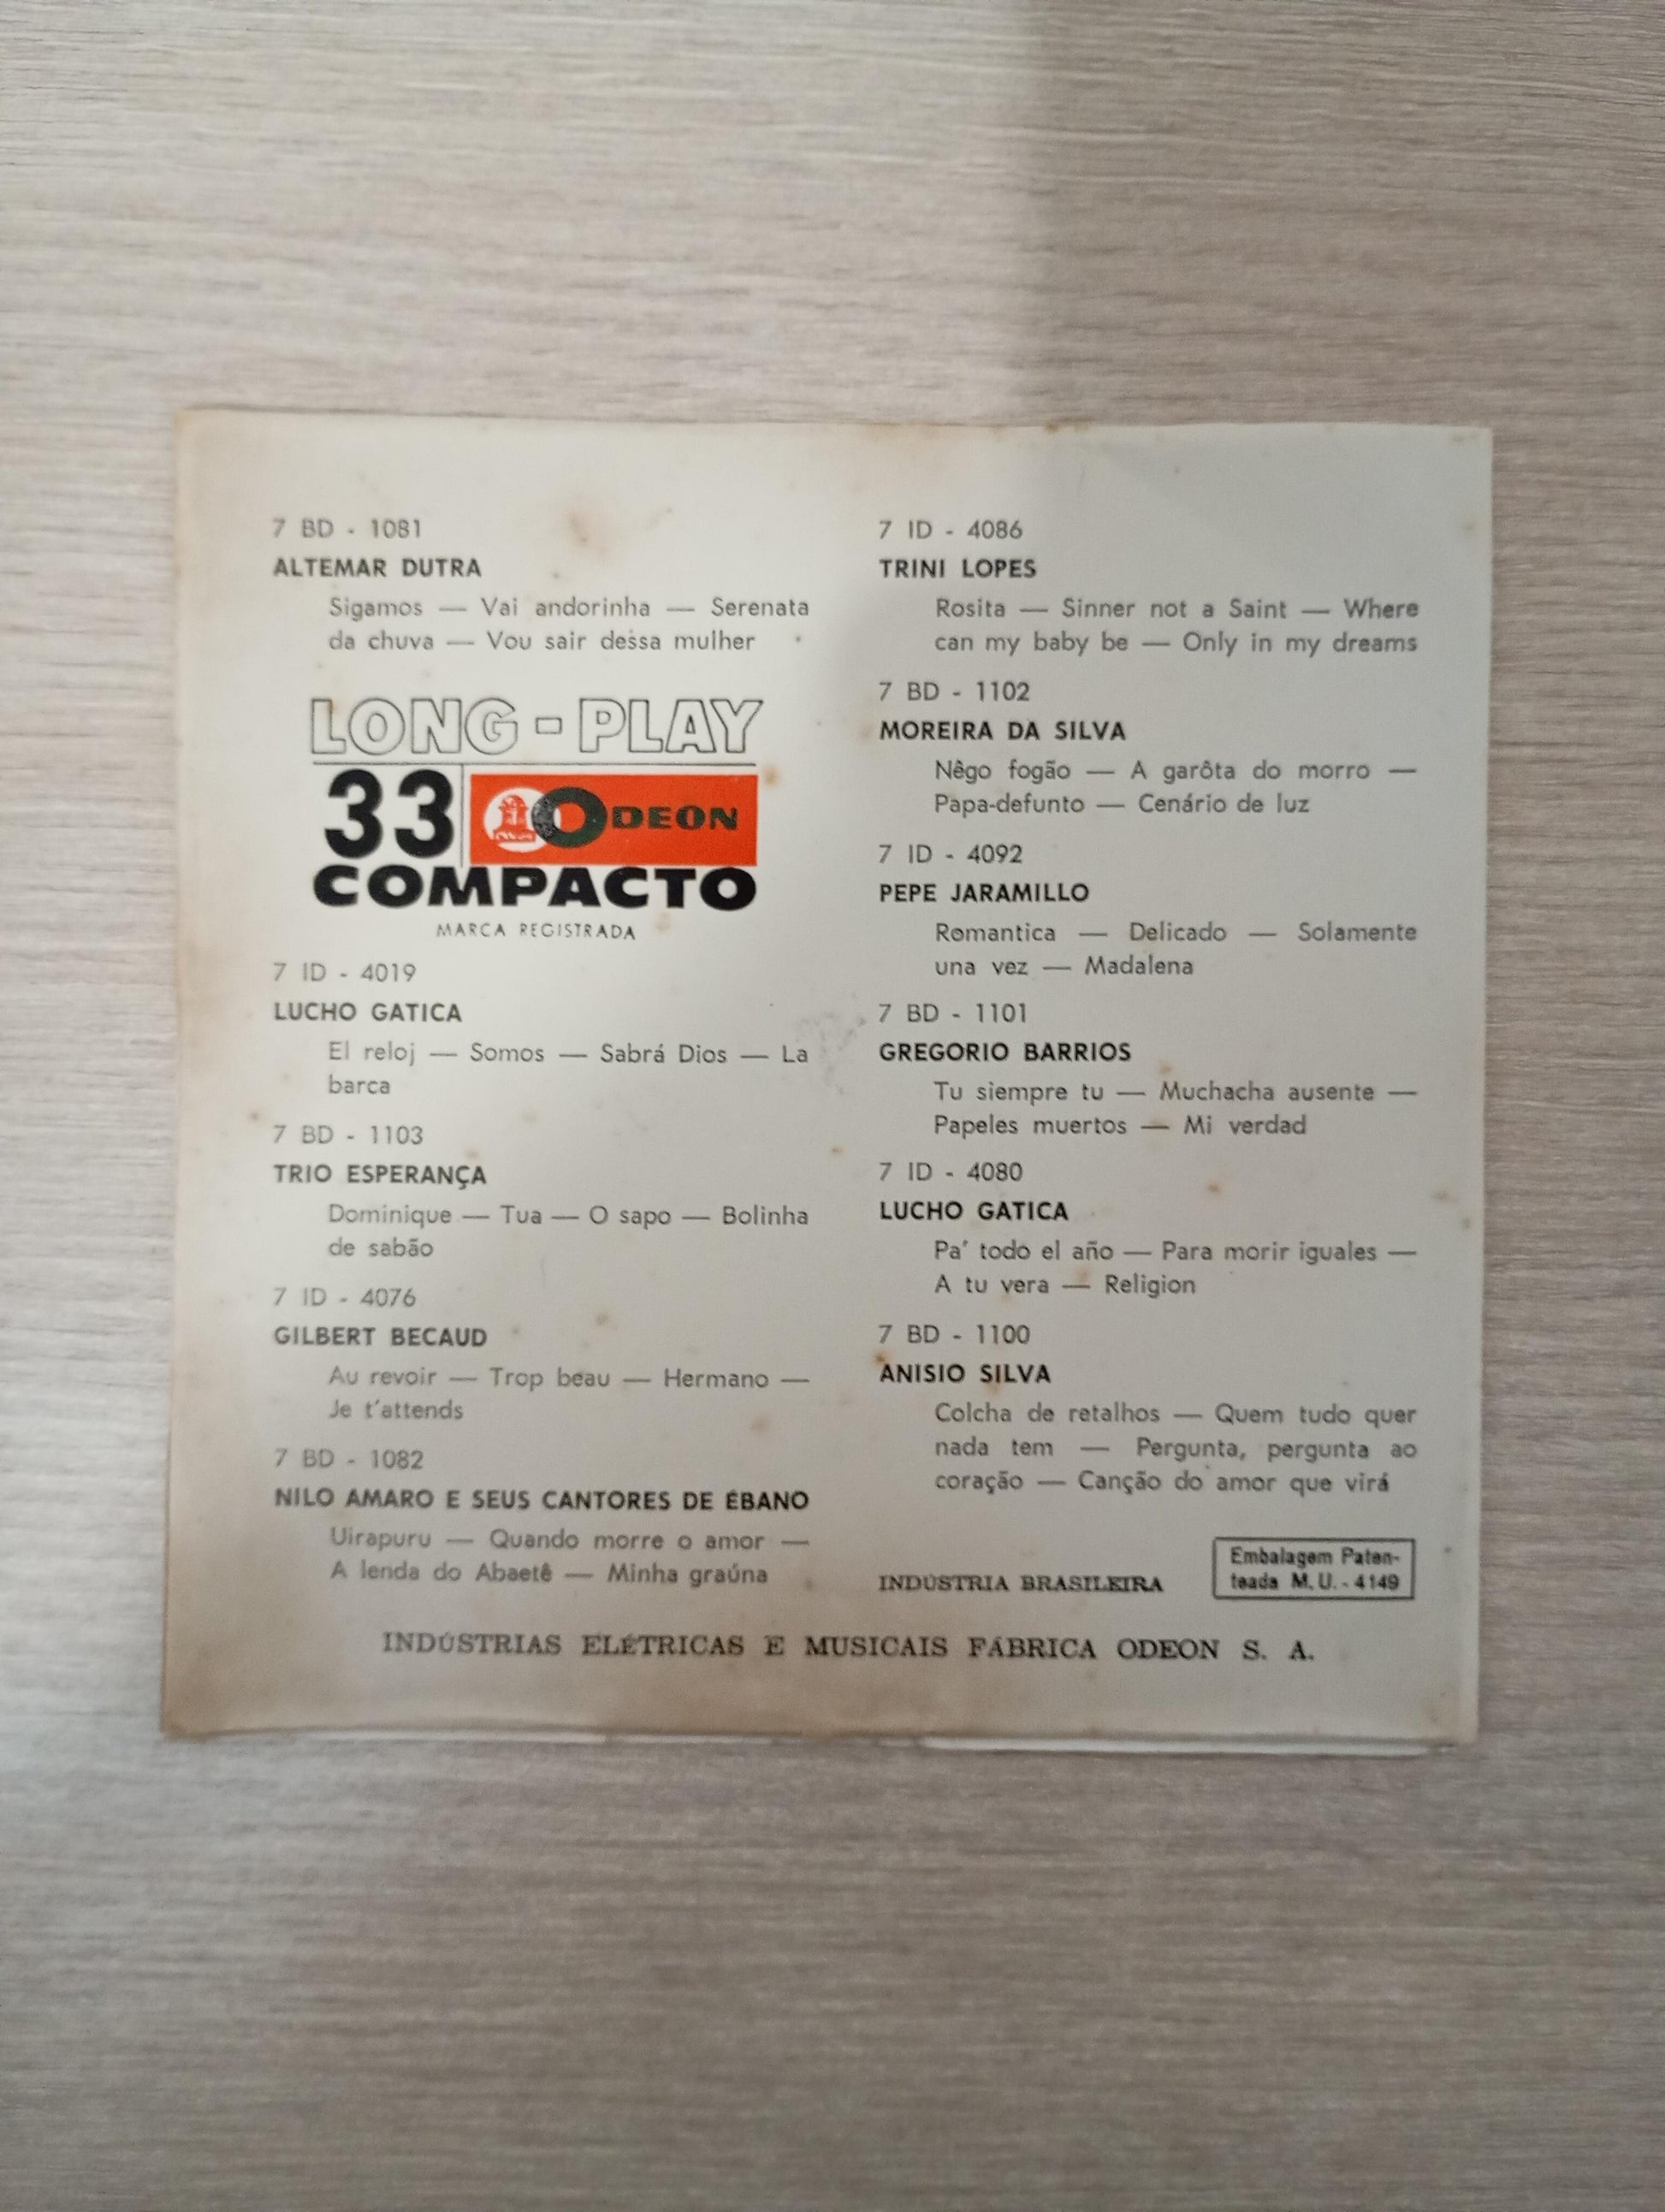 7 BD - 1081
ALTEMAR DUTRA
Sigamos — Vai andorinha — Serenata
da chuva — Vou sair dessa mulher
LONG - PLAY
33 ODEON
COMPACTO
MARCA REGISTRADA
7 ID - 4019
LUCHO GATICA
El reloj — Somos — Sabrá Dios — La
barca
7 BD - 1103
TRIO ESPERANÇA
Dominique — Tua — O sapo — Bolinha
de sabão
7 ID - 4076
GILBERT BECAUD
Au revoir — Trop beau — Hermano —
Je t'attends
7 BD - 1082
NILO AMARO E SEUS CANTORES DE ÉBANO
Uirapuru — Quando morre o amor —
A lenda do Abaetê — Minha graúna
7 ID - 4086
TRINI LOPES
Rosita — Sinner not a Saint — Where
can my baby be — Only in my dreams
7 BD - 1102
MOREIRA DA SILVA
Nêgo fogão — A garôta do morro —
Papa-defunto — Cenário de luz
7 ID - 4092
PEPE JARAMILLO
Romantica — Delicado — Solamente
una vez — Madalena
7 BD - 1101
GREGORIO BARRIOS
Tu siempre tu — Muchacha ausente —
Papeles muertos — Mi verdad
7 ID - 4080
LUCHO GATICA
Pa' todo el año — Para morir iguales —
A tu vera — Religion
7 BD - 1100
ANISIO SILVA
Colcha de retalhos — Quem tudo quer
nada tem — Pergunta, pergunta ao
coração — Canção do amor que virá
INDÚSTRIA BRASILEIRA
Embalagem Paten-
teada M. U. - 4149
INDÚSTRIAS ELÉTRICAS E MUSICAIS FÁBRICA ODEON S. A.